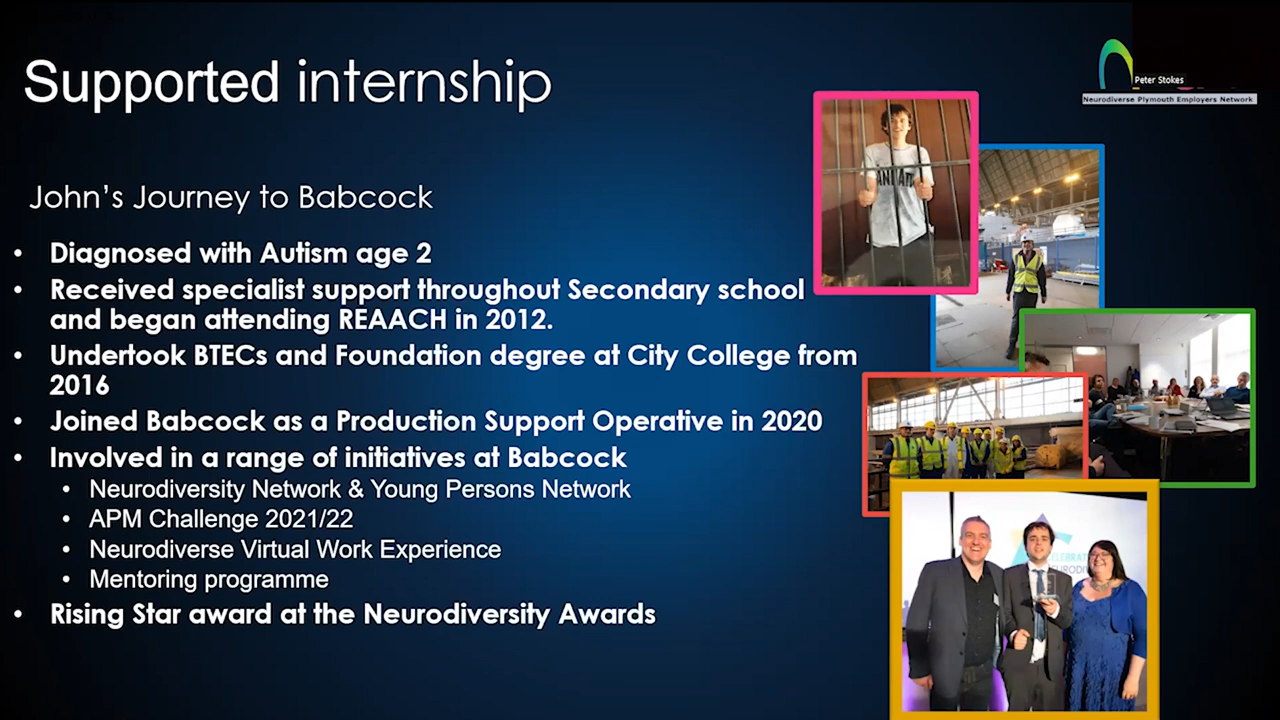 Supported internship
Peter Stokes
Neurodiverse Plymouth Employers Network
John's Journey to Babcock
• Diagnosed with Autism age 2
• Received specialist support throughout Secondary school
and began attending REAACH in 2012.
• Undertook BTECs and Foundation degree at City College from
2016
• Joined Babcock as a Production Support Operative in 2020
• Involved in a range of initiatives at Babcock
• Neurodiversity Network & Young Persons Network
• APM Challenge 2021/22
• Neurodiverse Virtual Work Experience
• Mentoring programme
• Rising Star award at the Neurodiversity Awards